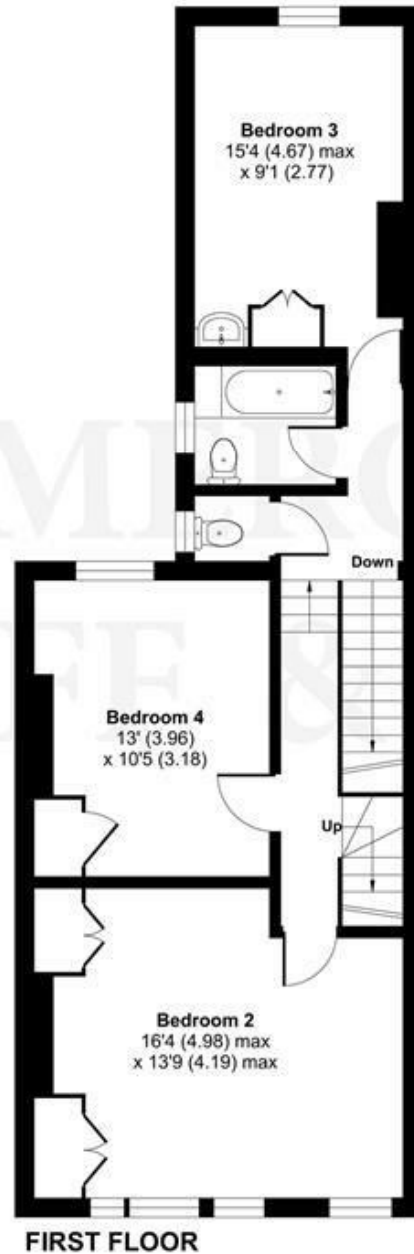 Bedroom 3
15'4 (4.67) max
x 9'1 (2.77)
Down
Bedroom 4
13' (3.96)
x 10'5 (3.18)
Up
Bedroom 2
16'4 (4.98) max
x 13'9 (4.19) max
FIRST FLOOR